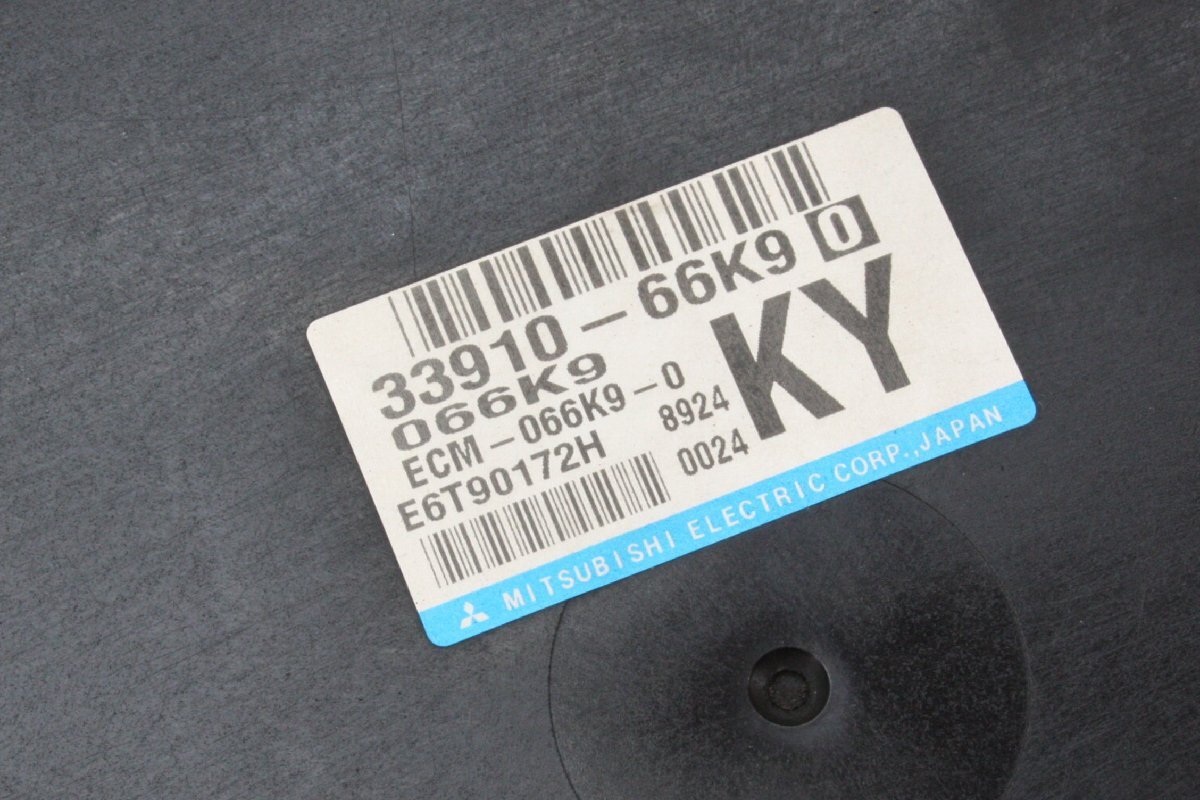 33910-66K9 0
066K9
KY
ECM-066K9-0
8924
E6T90172H
0024
MITSUBISHI ELECTRIC CORP.,JAPAN